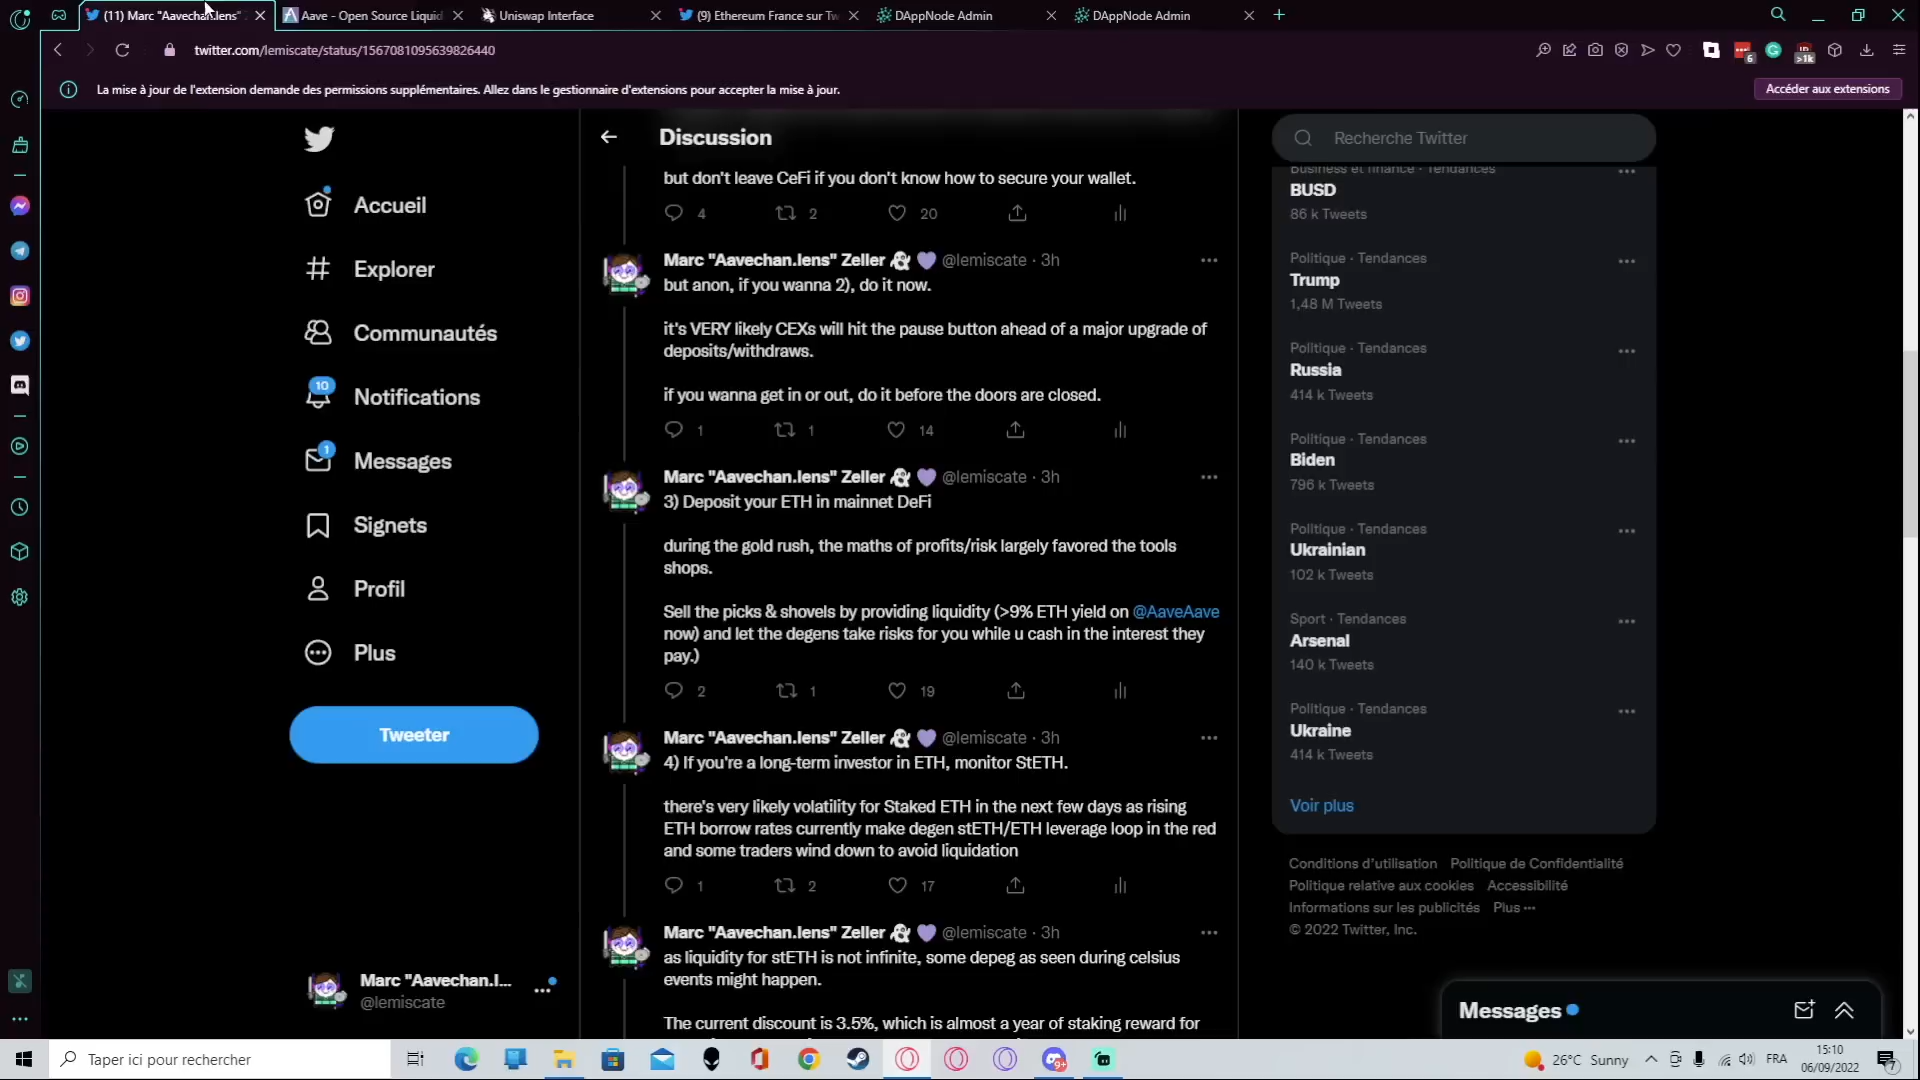 (11) Marc "Aavechan.lens"
Aave - Open Source Liquid
Uniswap Interface
(9) Ethereum France sur Tw
DAppNode Admin
DAppNode Admin
twitter.com/lemiscate/status/1567081095639826440
6
>1k
La mise à jour de l'extension demande des permissions supplémentaires. Allez dans le gestionnaire d'extensions pour accepter la mise à jour.
Accéder aux extensions
Accueil
Explorer
Communautés
10
Notifications
1
Messages
Signets
Profil
Plus
Tweeter
Marc "Aavechan.l...
@lemiscate
Discussion
but don't leave CeFi if you don't know how to secure your wallet.
4 2 20
Marc "Aavechan.lens" Zeller @lemiscate · 3h
but anon, if you wanna 2), do it now.
it's VERY likely CEXs will hit the pause button ahead of a major upgrade of
deposits/withdraws.
if you wanna get in or out, do it before the doors are closed.
1 1 14
Marc "Aavechan.lens" Zeller @lemiscate · 3h
3) Deposit your ETH in mainnet DeFi
during the gold rush, the maths of profits/risk largely favored the tools
shops.
Sell the picks & shovels by providing liquidity (>9% ETH yield on @AaveAave
now) and let the degens take risks for you while u cash in the interest they
pay.)
2 1 19
Marc "Aavechan.lens" Zeller @lemiscate · 3h
4) If you're a long-term investor in ETH, monitor StETH.
there's very likely volatility for Staked ETH in the next few days as rising
ETH borrow rates currently make degen stETH/ETH leverage loop in the red
and some traders wind down to avoid liquidation
1 2 17
Marc "Aavechan.lens" Zeller @lemiscate · 3h
as liquidity for stETH is not infinite, some depeg as seen during celsius
events might happen.
The current discount is 3.5%, which is almost a year of staking reward for
Recherche Twitter
Business et finance · Tendances
BUSD
86 k Tweets
Politique · Tendances
Trump
1,48 M Tweets
Politique · Tendances
Russia
414 k Tweets
Politique · Tendances
Biden
796 k Tweets
Politique · Tendances
Ukrainian
102 k Tweets
Sport · Tendances
Arsenal
140 k Tweets
Politique · Tendances
Ukraine
414 k Tweets
Voir plus
Conditions d'utilisation Politique de Confidentialité
Politique relative aux cookies Accessibilité
Informations sur les publicités Plus ···
© 2022 Twitter, Inc.
Messages
Taper ici pour rechercher
9+
26°C Sunny
FRA
15:10
06/09/2022
7